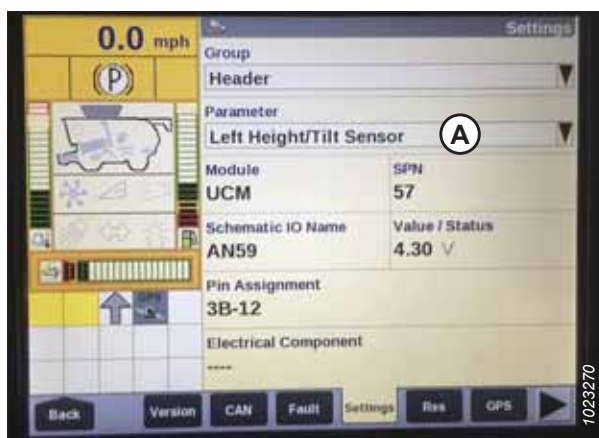 0.0 mph
(P)
Settings
Group
Header
Parameter
Left Height/Tilt Sensor
A
Module
UCM
SPN
57
Schematic IO Name
AN59
Value / Status
4.30 V
Pin Assignment
3B-12
Electrical Component
----
Back
Version
CAN
Fault
Settings
Res
GPS
1023270